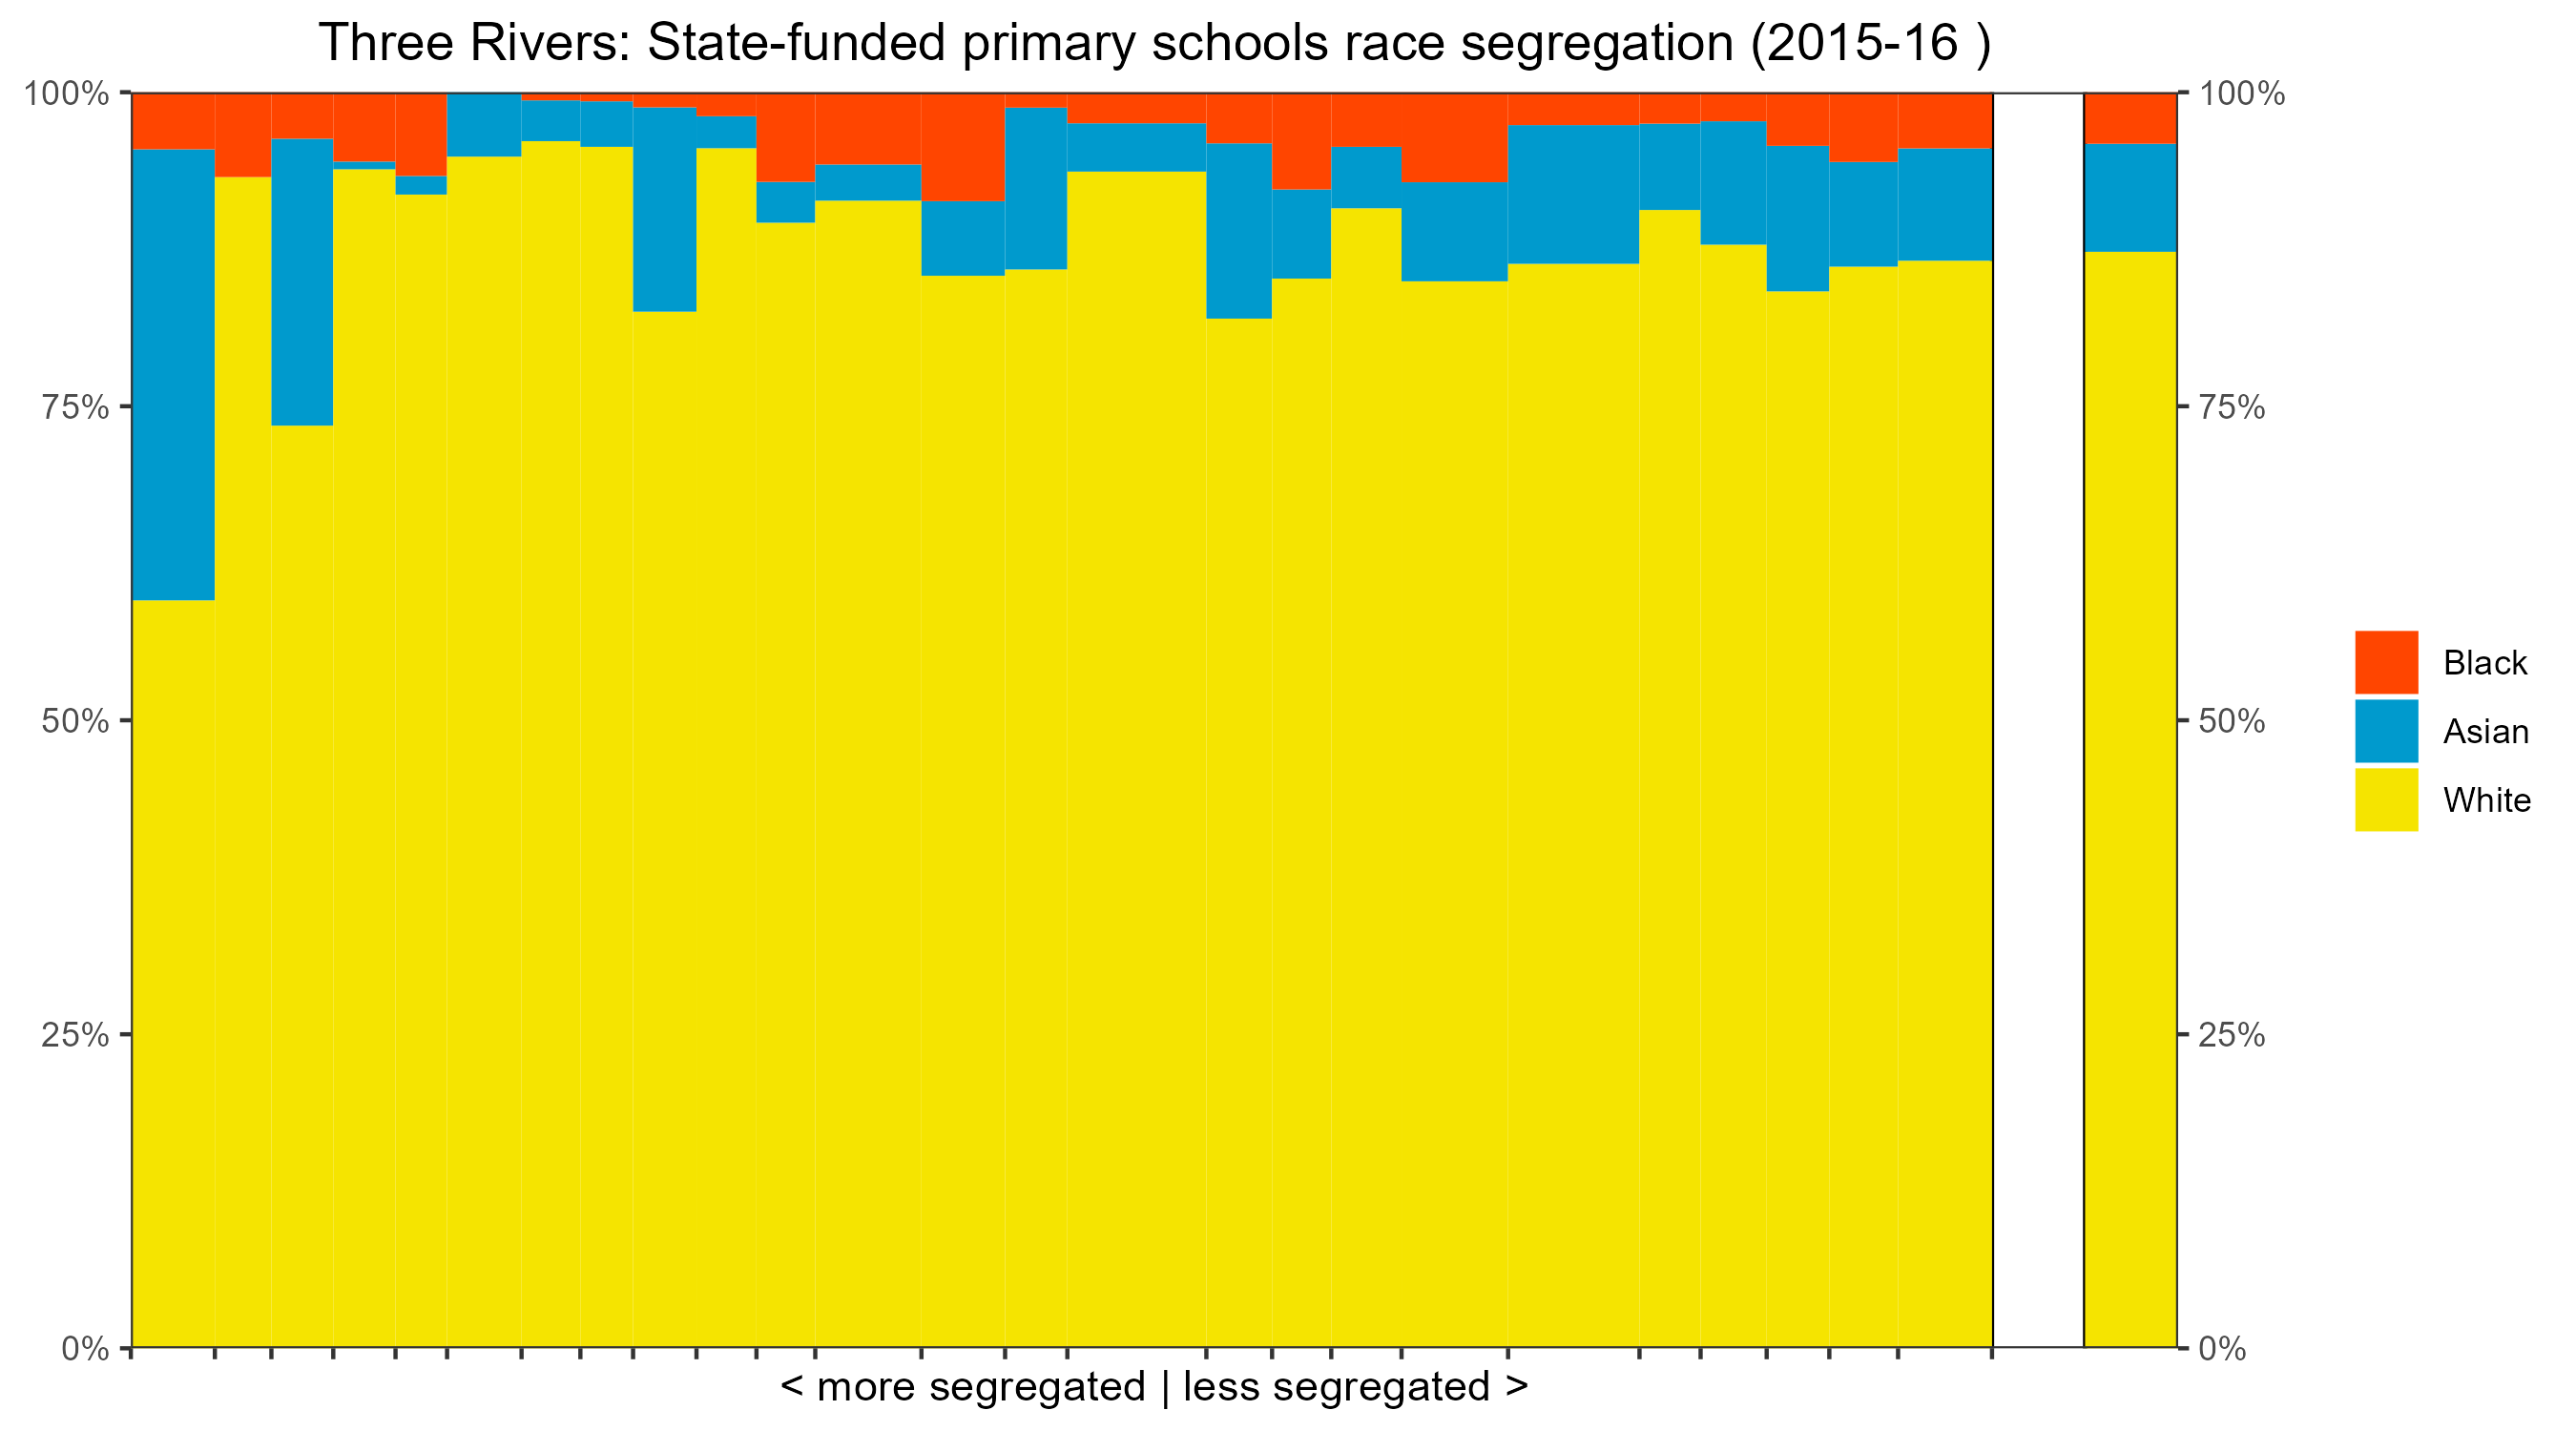 Three Rivers: State-funded primary schools race segregation (2015-16 )
100%
75%
50%
25%
0%
100%
75%
50%
25%
0%
Black
Asian
White
< more segregated | less segregated >